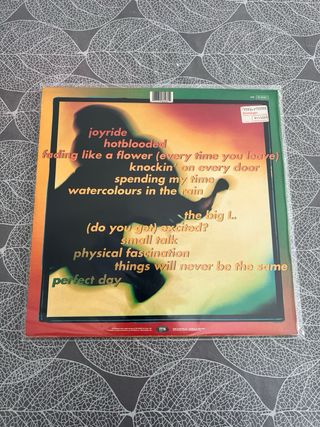 joyride
hotblooded
fading like a flower (every time you leave)
knockin' on every door
spending my time
watercolours in the rain
the big l.
(do you get) excited?
small talk
physical fascination
things will never be the same
perfect day